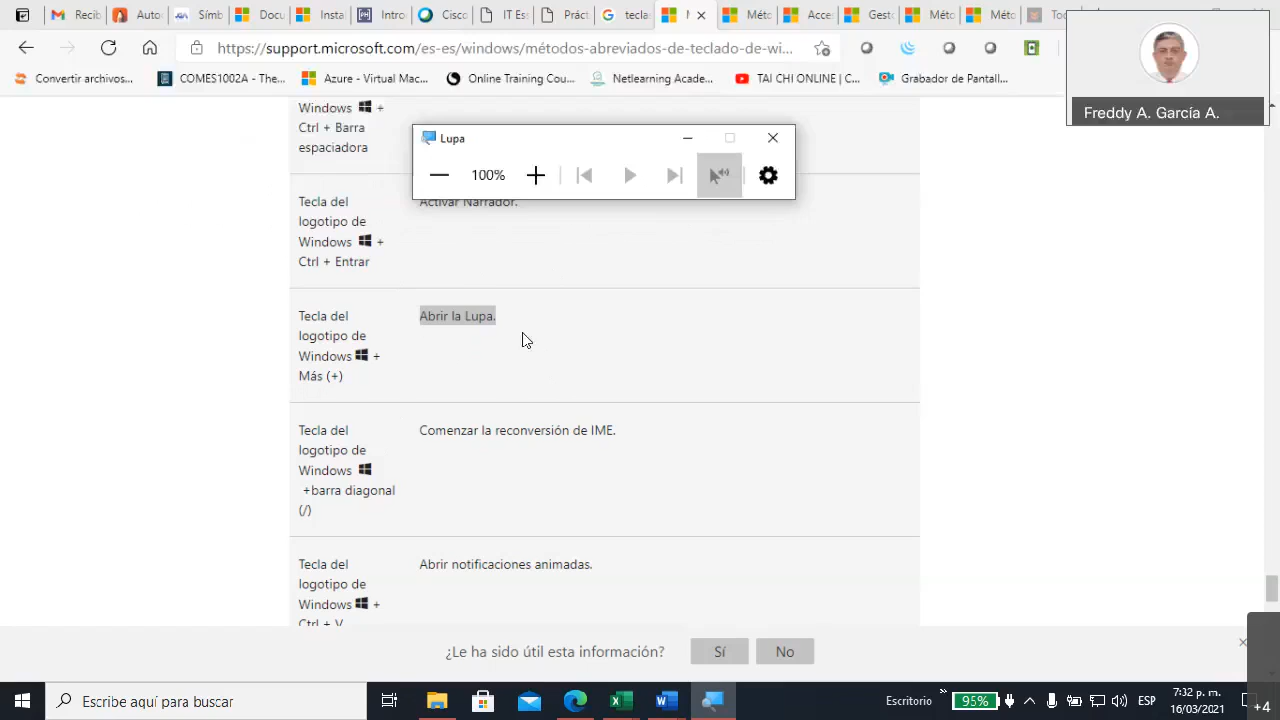 Recib
Auto
Símb
Docu
Insta
Intro
Cisco
IT Es
Práct
tecla
Méto
Acce
Gest
Méto
Méto
https://support.microsoft.com/es-es/windows/métodos-abreviados-de-teclado-de-wi...
Convertir archivos...
COMES1002A - The...
Azure - Virtual Mac...
Online Training Cou...
Netlearning Acade...
TAI CHI ONLINE | C...
Grabador de Pantall...
Freddy A. García A.
Windows +
Ctrl + Barra
espaciadora
Lupa
100%
Tecla del
logotipo de
Windows +
Ctrl + Entrar
Activar Narrador.
Tecla del
logotipo de
Windows +
Más (+)
Abrir la Lupa.
Tecla del
logotipo de
Windows
+barra diagonal
(/)
Comenzar la reconversión de IME.
Tecla del
logotipo de
Windows +
Ctrl + V
Abrir notificaciones animadas.
¿Le ha sido útil esta información?
Sí
No
Escribe aquí para buscar
Escritorio
95%
ESP
7:32 p. m.
16/03/2021
+4